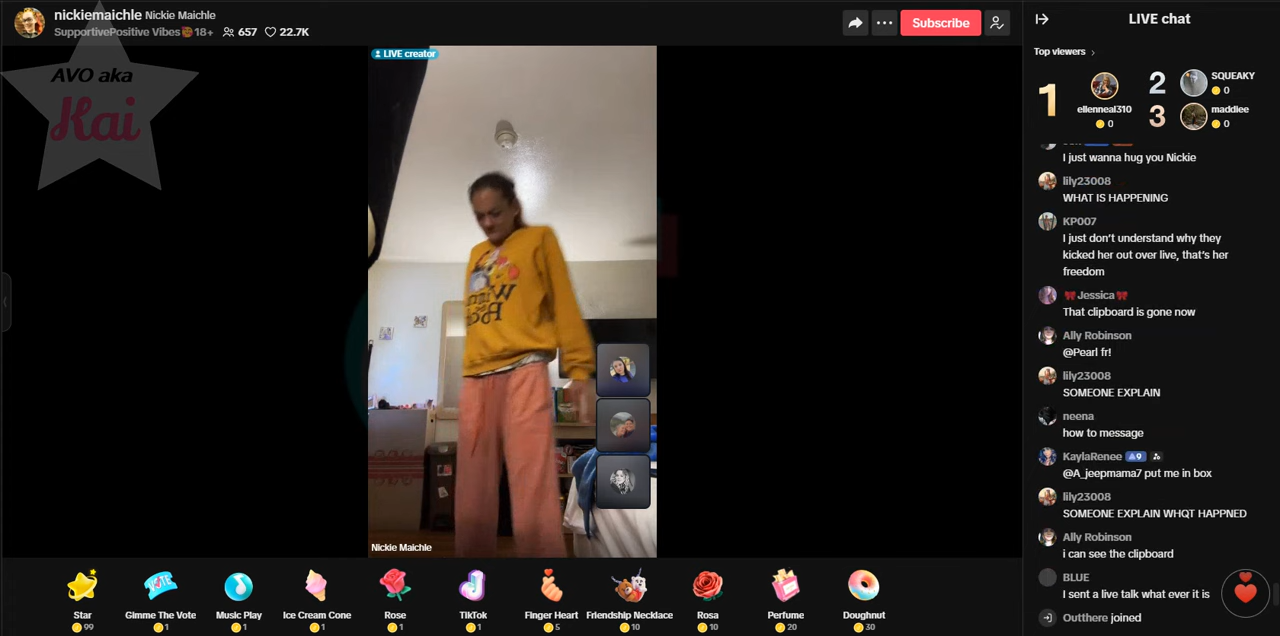 nickiemaichle Nickie Maichle
SupportivePositive Vibes 18+ 657 22.7K
Subscribe
AVO aka
Kai
LIVE creator
Nickie Maichle
Star
99
Gimme The Vote
1
Music Play
1
Ice Cream Cone
1
Rose
1
TikTok
1
Finger Heart
5
Friendship Necklace
10
Rosa
10
Perfume
20
Doughnut
30
LIVE chat
Top viewers
1
ellenneal310
0
2
SQUEAKY
0
3
maddlee
0
I just wanna hug you Nickie
lily23008
WHAT IS HAPPENING
KP007
I just don't understand why they
kicked her out over live, that's her
freedom
Jessica
That clipboard is gone now
Ally Robinson
@Pearl fr!
lily23008
SOMEONE EXPLAIN
neena
how to message
KaylaRenee 9
@A_jeepmama7 put me in box
lily23008
SOMEONE EXPLAIN WHQT HAPPNED
Ally Robinson
i can see the clipboard
BLUE
I sent a live talk what ever it is
Outthere joined